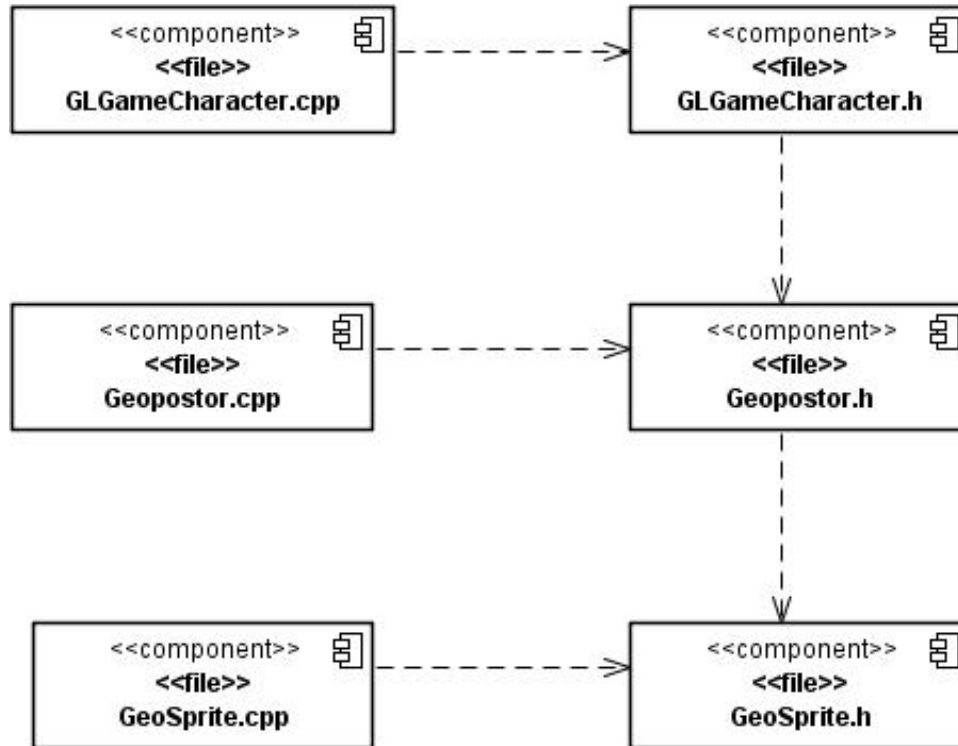 <<component>>
<<file>>
GLGameCharacter.cpp
<<component>>
<<file>>
GLGameCharacter.h
<<component>>
<<file>>
Geopostor.cpp
<<component>>
<<file>>
Geopostor.h
<<component>>
<<file>>
GeoSprite.cpp
<<component>>
<<file>>
GeoSprite.h